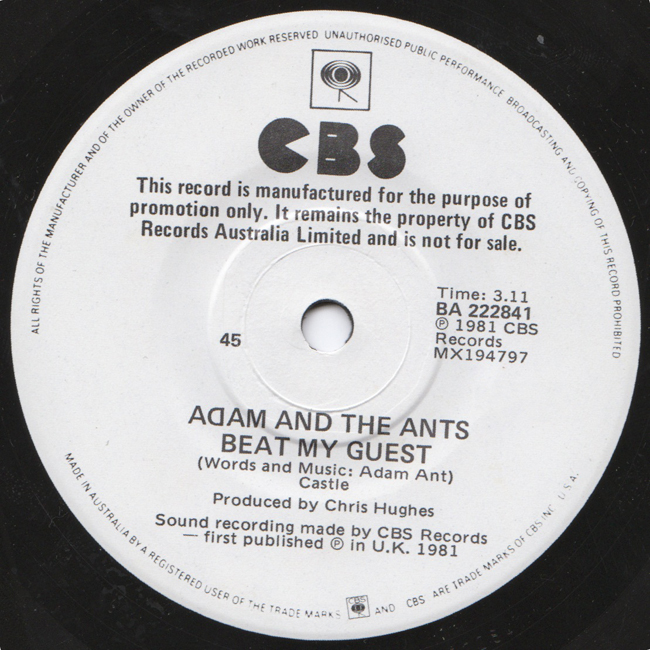 ALL RIGHTS OF THE MANUFACTURER AND OF THE OWNER OF THE RECORDED WORK RESERVED UNAUTHORISED PUBLIC PERFORMANCE BROADCASTING AND COPYING OF THIS RECORD PROHIBITED
CBS
This record is manufactured for the purpose of
promotion only. It remains the property of CBS
Records Australia Limited and is not for sale.
Time: 3.11
BA 222841
℗ 1981 CBS
45
Records
MX194797
ADAM AND THE ANTS
BEAT MY GUEST
(Words and Music: Adam Ant)
Castle
Produced by Chris Hughes
Sound recording made by CBS Records
— first published ℗ in U.K. 1981
MADE IN AUSTRALIA BY A REGISTERED USER OF THE TRADE MARKS CBS AND CBS ARE TRADE MARKS OF CBS INC. U.S.A.